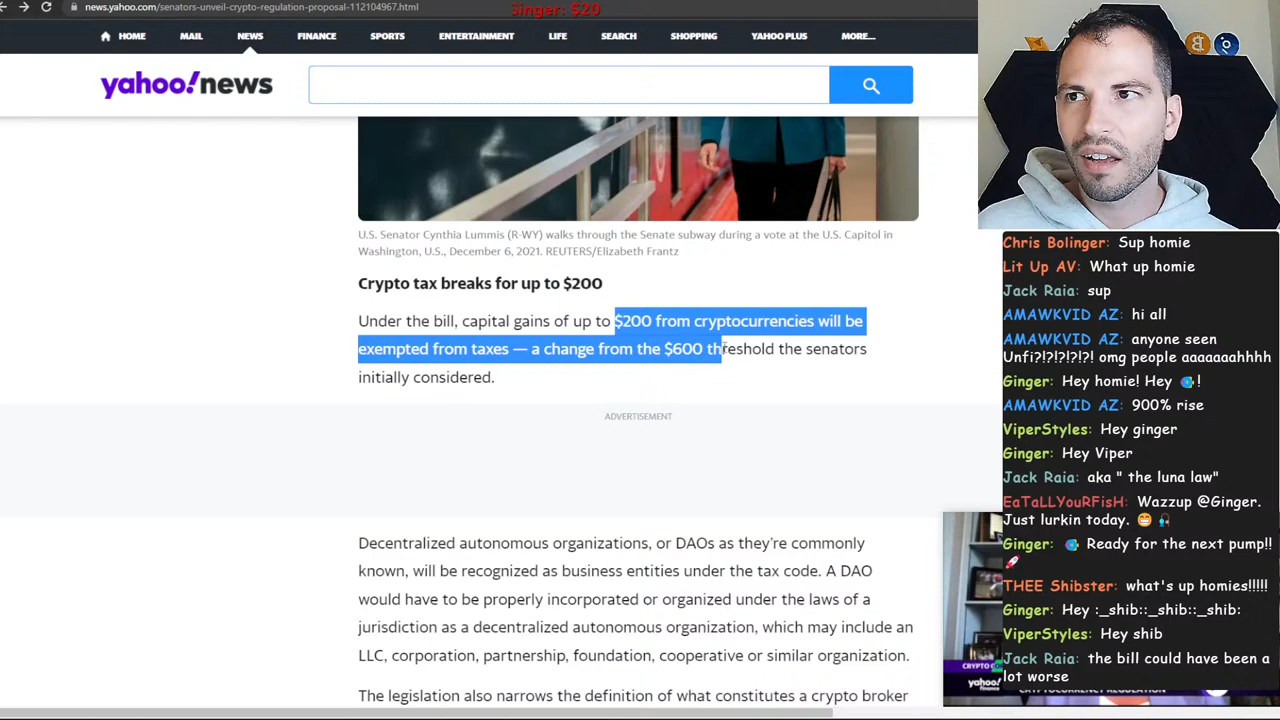 news.yahoo.com/senators-unveil-crypto-regulation-proposal-112104967.html
Ginger: $20
HOME MAIL NEWS FINANCE SPORTS ENTERTAINMENT LIFE SEARCH SHOPPING YAHOO PLUS MORE...
yahoo!news
U.S. Senator Cynthia Lummis (R-WY) walks through the Senate subway during a vote at the U.S. Capitol in
Washington, U.S., December 6, 2021. REUTERS/Elizabeth Frantz
Crypto tax breaks for up to $200
Under the bill, capital gains of up to $200 from cryptocurrencies will be
exempted from taxes — a change from the $600 threshold the senators
initially considered.
ADVERTISEMENT
Decentralized autonomous organizations, or DAOs as they’re commonly
known, will be recognized as business entities under the tax code. A DAO
would have to be properly incorporated or organized under the laws of a
jurisdiction as a decentralized autonomous organization, which may include an
LLC, corporation, partnership, foundation, cooperative or similar organization.
The legislation also narrows the definition of what constitutes a crypto broker
Chris Bolinger: Sup homie
Lit Up AV: What up homie
Jack Raia: sup
AMAWKVID AZ: hi all
AMAWKVID AZ: anyone seen
Unfi?!?!?!?! omg people aaaaaaahhhh
Ginger: Hey homie! Hey !
AMAWKVID AZ: 900% rise
ViperStyles: Hey ginger
Ginger: Hey Viper
Jack Raia: aka " the luna law"
EaTaLLYouRFisH: Wazzup @Ginger.
Just lurkin today. 😁 🎣
Ginger: Ready for the next pump!!
🚀
THEE Shibster: what's up homies!!!!!
Ginger: Hey :_shib::_shib::_shib:
ViperStyles: Hey shib
Jack Raia: the bill could have been a
lot worse
yahoo!
finance
CRYPTOCURRENCY REGULATION